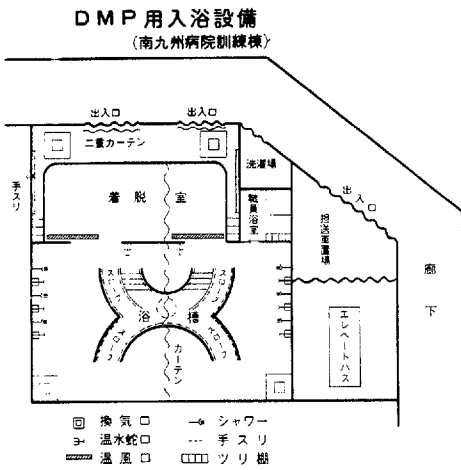 DMP用入浴設備
(南九州病院訓練棟)
出入口
出入口
二重カーテン
手スリ
着脱室
洗濯場
職員浴室
出入口
担送車置場
廊下
スロープ
スロープ
浴槽
スロープ
スロープ
カーテン
エレベートバス
換気口
シャワー
温水蛇口
手スリ
温風口
ツリ棚